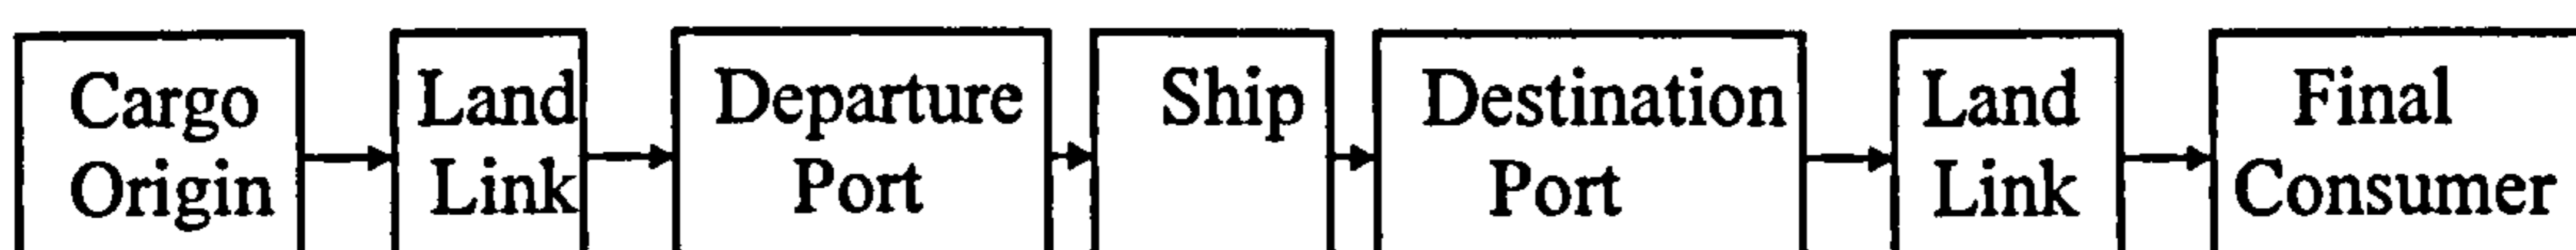 Cargo
Origin
Land
Link
Departure
Port
Ship
Destination
Port
Land
Link
Final
Consumer